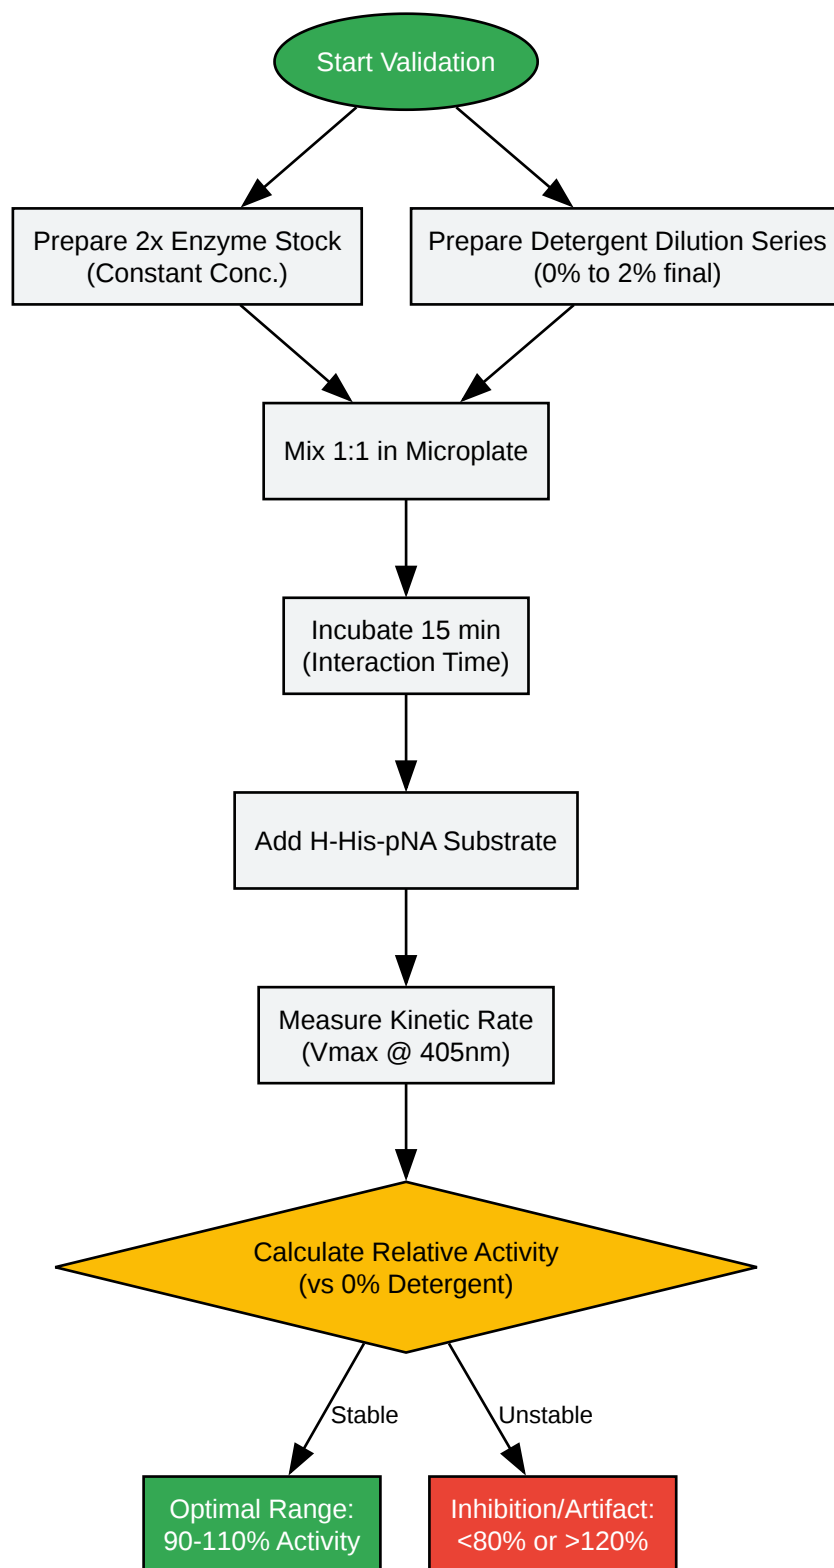 Start Validation
Prepare 2x Enzyme Stock
(Constant Conc.)
Prepare Detergent Dilution Series
(0% to 2% final)
Mix 1:1 in Microplate
Incubate 15 min
(Interaction Time)
Add H-His-pNA Substrate
Measure Kinetic Rate
(Vmax @ 405nm)
Calculate Relative Activity
(vs 0% Detergent)
Stable
Unstable
Optimal Range:
90-110% Activity
Inhibition/Artifact:
<80% or >120%